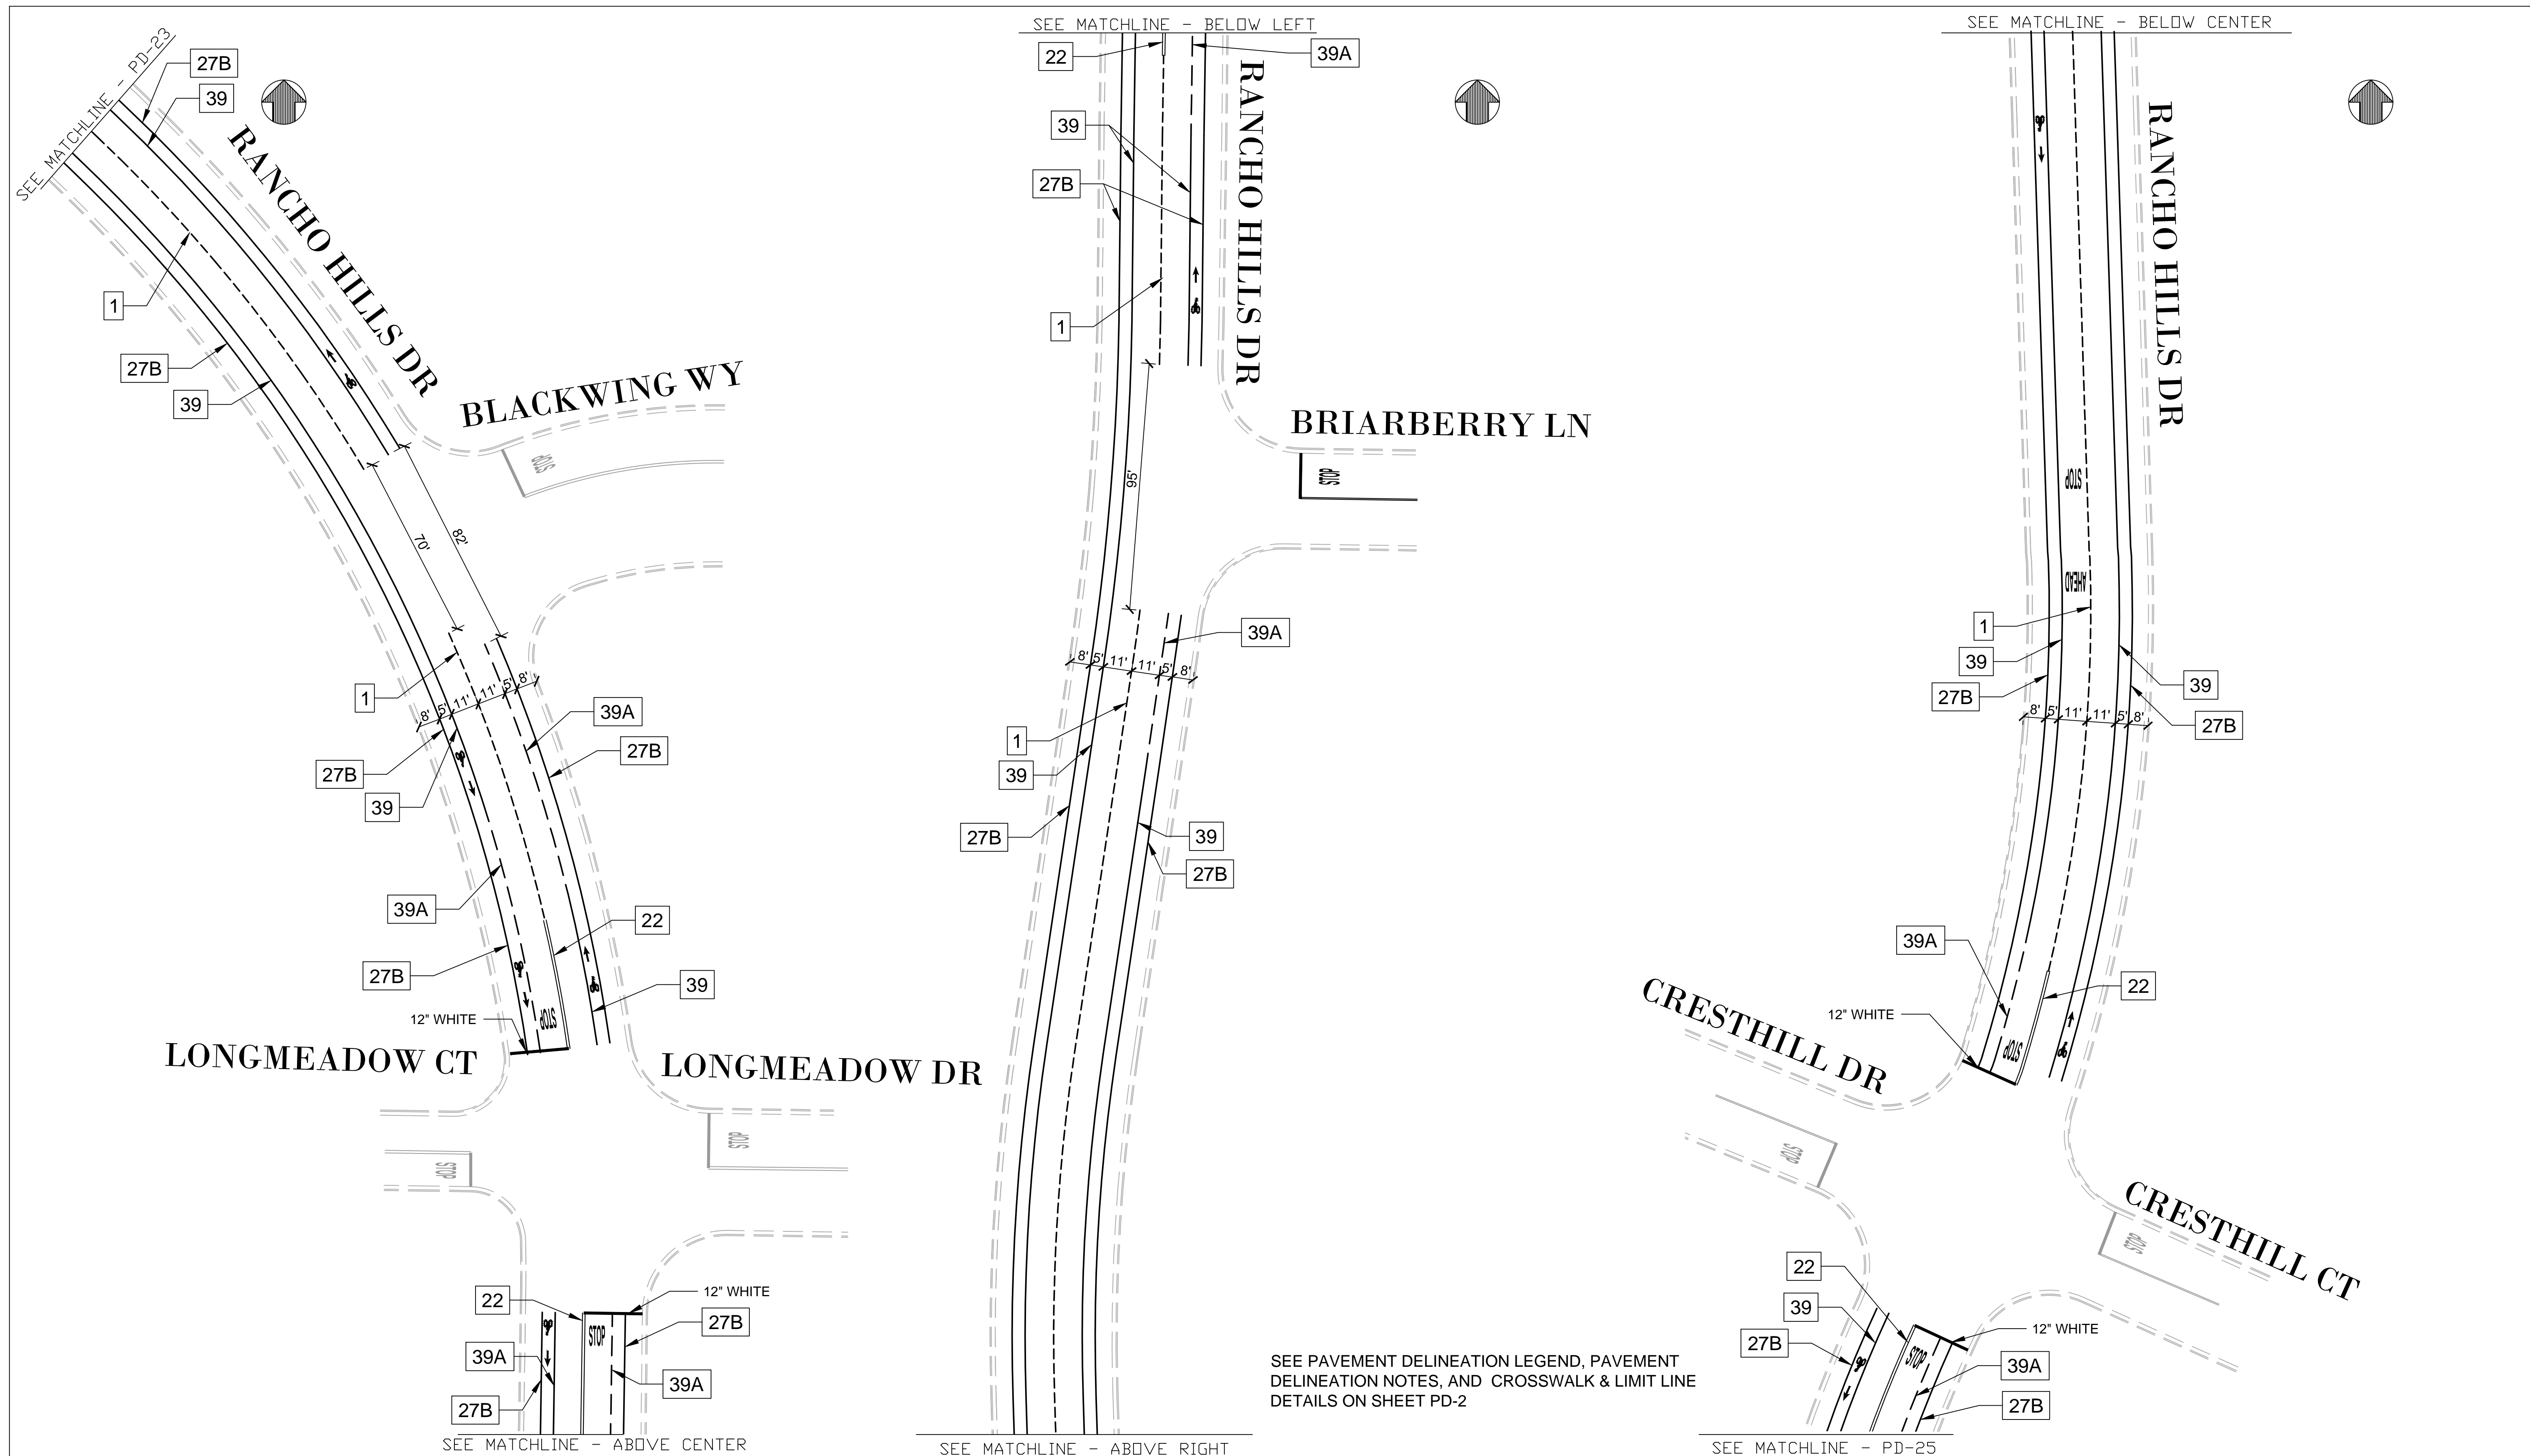 SEE MATCHLINE - PD-23
27B
39
RANCHO HILLS DR
1
27B
39
BLACKWING WY
STOP
70'
82'
1
8' 5' 11' 11' 5' 8'
39A
27B
27B
39
39A
22
27B
39
STOP
12" WHITE
LONGMEADOW CT
LONGMEADOW DR
STOP
STOP
22
12" WHITE
27B
STOP
39A
39A
27B
SEE MATCHLINE - ABOVE CENTER
SEE MATCHLINE - BELOW LEFT
22
39A
39
27B
RANCHO HILLS DR
1
BRIARBERRY LN
STOP
95'
39A
8' 5' 11' 11' 5' 8'
1
39
27B
39
27B
SEE MATCHLINE - ABOVE RIGHT
SEE PAVEMENT DELINEATION LEGEND, PAVEMENT
DELINEATION NOTES, AND CROSSWALK & LIMIT LINE
DETAILS ON SHEET PD-2
SEE MATCHLINE - BELOW CENTER
RANCHO HILLS DR
STOP
AHEAD
1
39
27B
39
27B
8' 5' 11' 11' 5' 8'
39A
22
12" WHITE
STOP
CRESTHILL DR
STOP
CRESTHILL CT
STOP
22
39
27B
12" WHITE
STOP
39A
27B
SEE MATCHLINE - PD-25